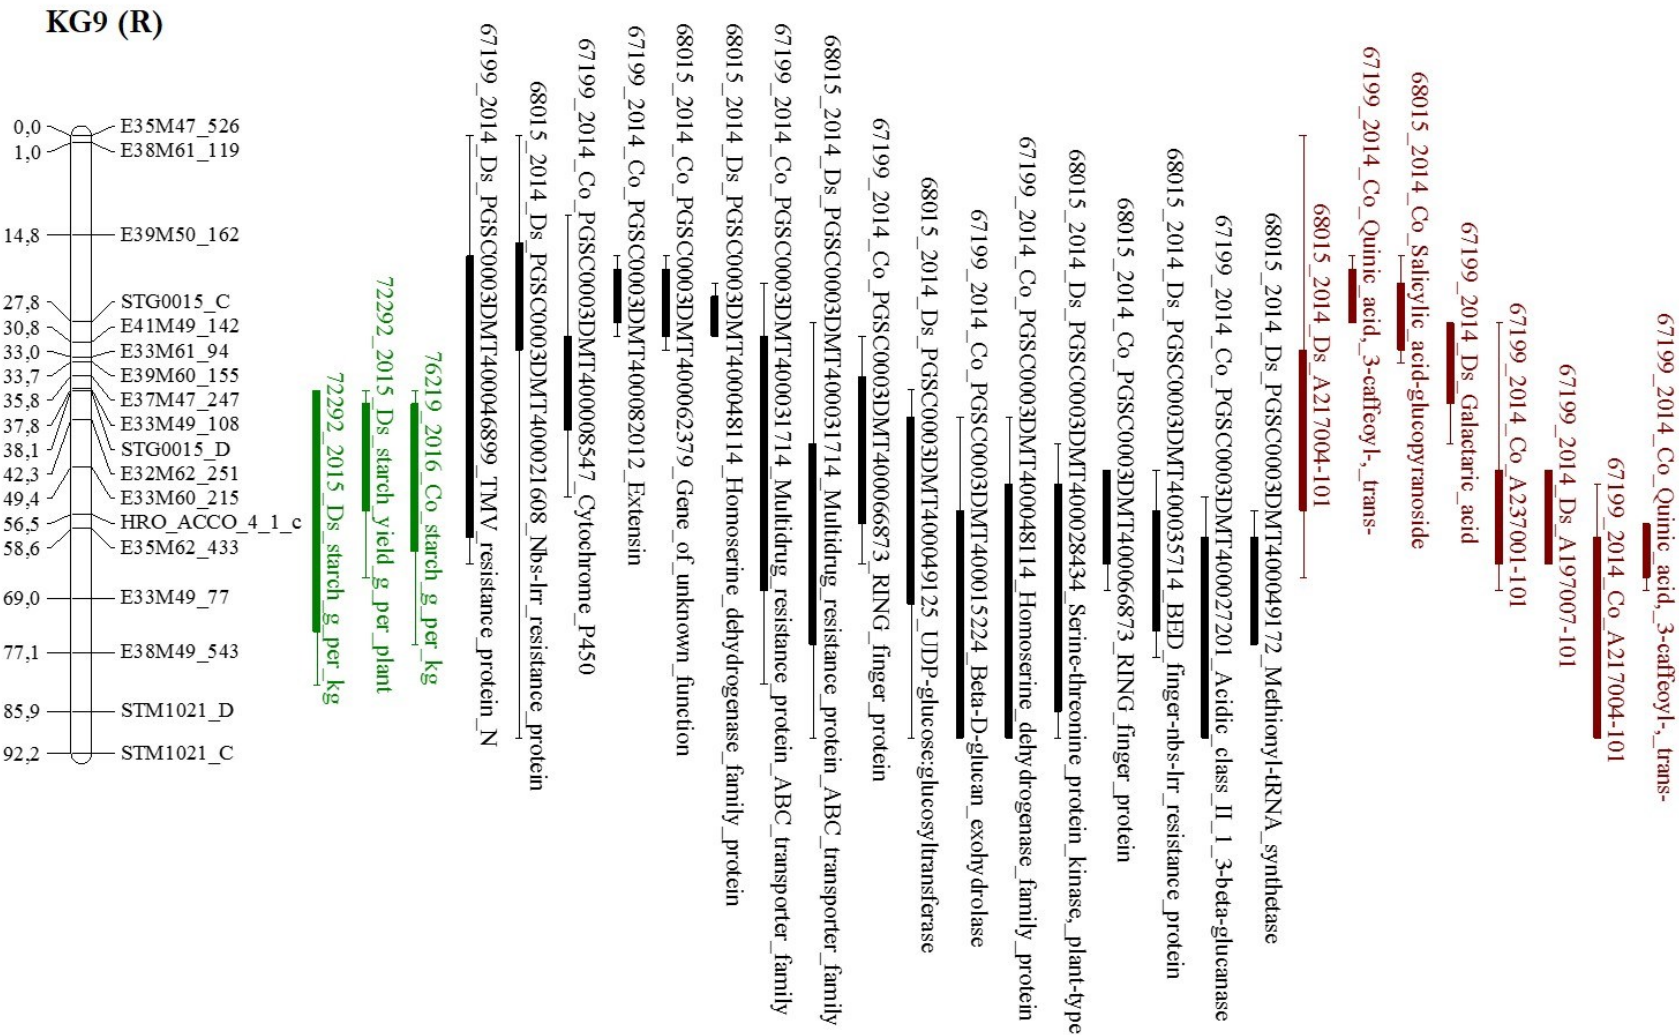 KG9 (R)
0,0 E35M47_526
1,0 E38M61_119
14,8 E39M50_162
27,8 STG0015_C
30,8 E41M49_142
33,0 E33M61_94
33,7 E39M60_155
35,8 E37M47_247
37,8 E33M49_108
38,1 STG0015_D
42,3 E32M62_251
49,4 E33M60_215
56,5 HRO_ACCO_4_1_c
58,6 E35M62_433
69,0 E33M49_77
77,1 E38M49_543
85,9 STM1021_D
92,2 STM1021_C
72292_2015_Ds_starch_g_per_kg
72292_2015_Ds_starch_yield_g_per_plant
76219_2016_Co_starch_g_per_kg
67199_2014_Ds_PGSC0003DMT400046899_TMV_resistance_protein_N
68015_2014_Ds_PGSC0003DMT400021608_Nbs-lrr_resistance_protein
67199_2014_Co_PGSC0003DMT400008547_Cytochrome_P450
67199_2014_Co_PGSC0003DMT400082012_Extensin
68015_2014_Co_PGSC0003DMT400062379_Gene_of_unknown_function
68015_2014_Ds_PGSC0003DMT400048114_Homoserine_dehydrogenase_family_protein
67199_2014_Co_PGSC0003DMT400031714_Multidrug_resistance_protein_ABC_transporter_family
68015_2014_Ds_PGSC0003DMT400031714_Multidrug_resistance_protein_ABC_transporter_family
67199_2014_Co_PGSC0003DMT400066873_RING_finger_protein
68015_2014_Ds_PGSC0003DMT400049125_UDP-glucose:glucosyltransferase
67199_2014_Co_PGSC0003DMT400015224_Beta-D-glucan_exohydrolase
67199_2014_Co_PGSC0003DMT400048114_Homoserine_dehydrogenase_family_protein
68015_2014_Ds_PGSC0003DMT400028434_Serine-threonine_protein_kinase,_plant-type
68015_2014_Co_PGSC0003DMT400066873_RING_finger_protein
68015_2014_Ds_PGSC0003DMT400035714_BED_finger-nbs-lrr_resistance_protein
67199_2014_Co_PGSC0003DMT400027201_Acidic_class_II_1_3-beta-glucanase
68015_2014_Ds_PGSC0003DMT400049172_Methionyl-tRNA_synthetase
68015_2014_Ds_A217004-101
67199_2014_Co_Quinic_acid,_3-caffeoyl-,_trans-
68015_2014_Co_Salicylic_acid-glucopyranoside
67199_2014_Ds_Galactaric_acid
67199_2014_Co_A237001-101
67199_2014_Ds_A197007-101
67199_2014_Co_A217004-101
67199_2014_Co_Quinic_acid,_3-caffeoyl-,_trans-